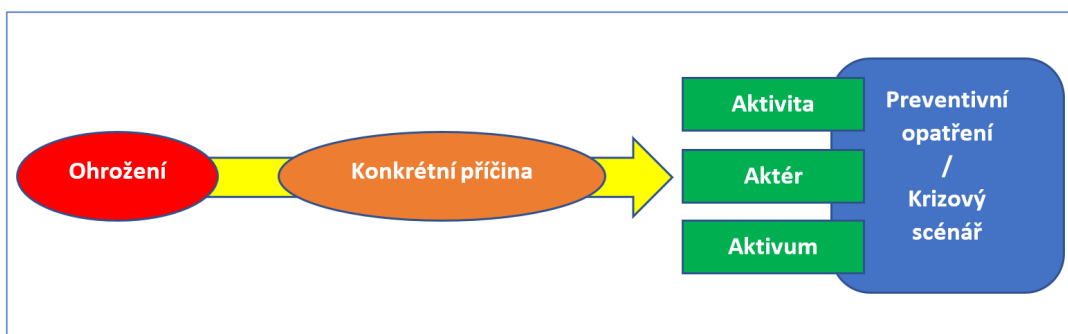 Ohrožení
Konkrétní příčina
Aktivita
Aktér
Aktivum
Preventivní
opatření
/
Krizový
scénář